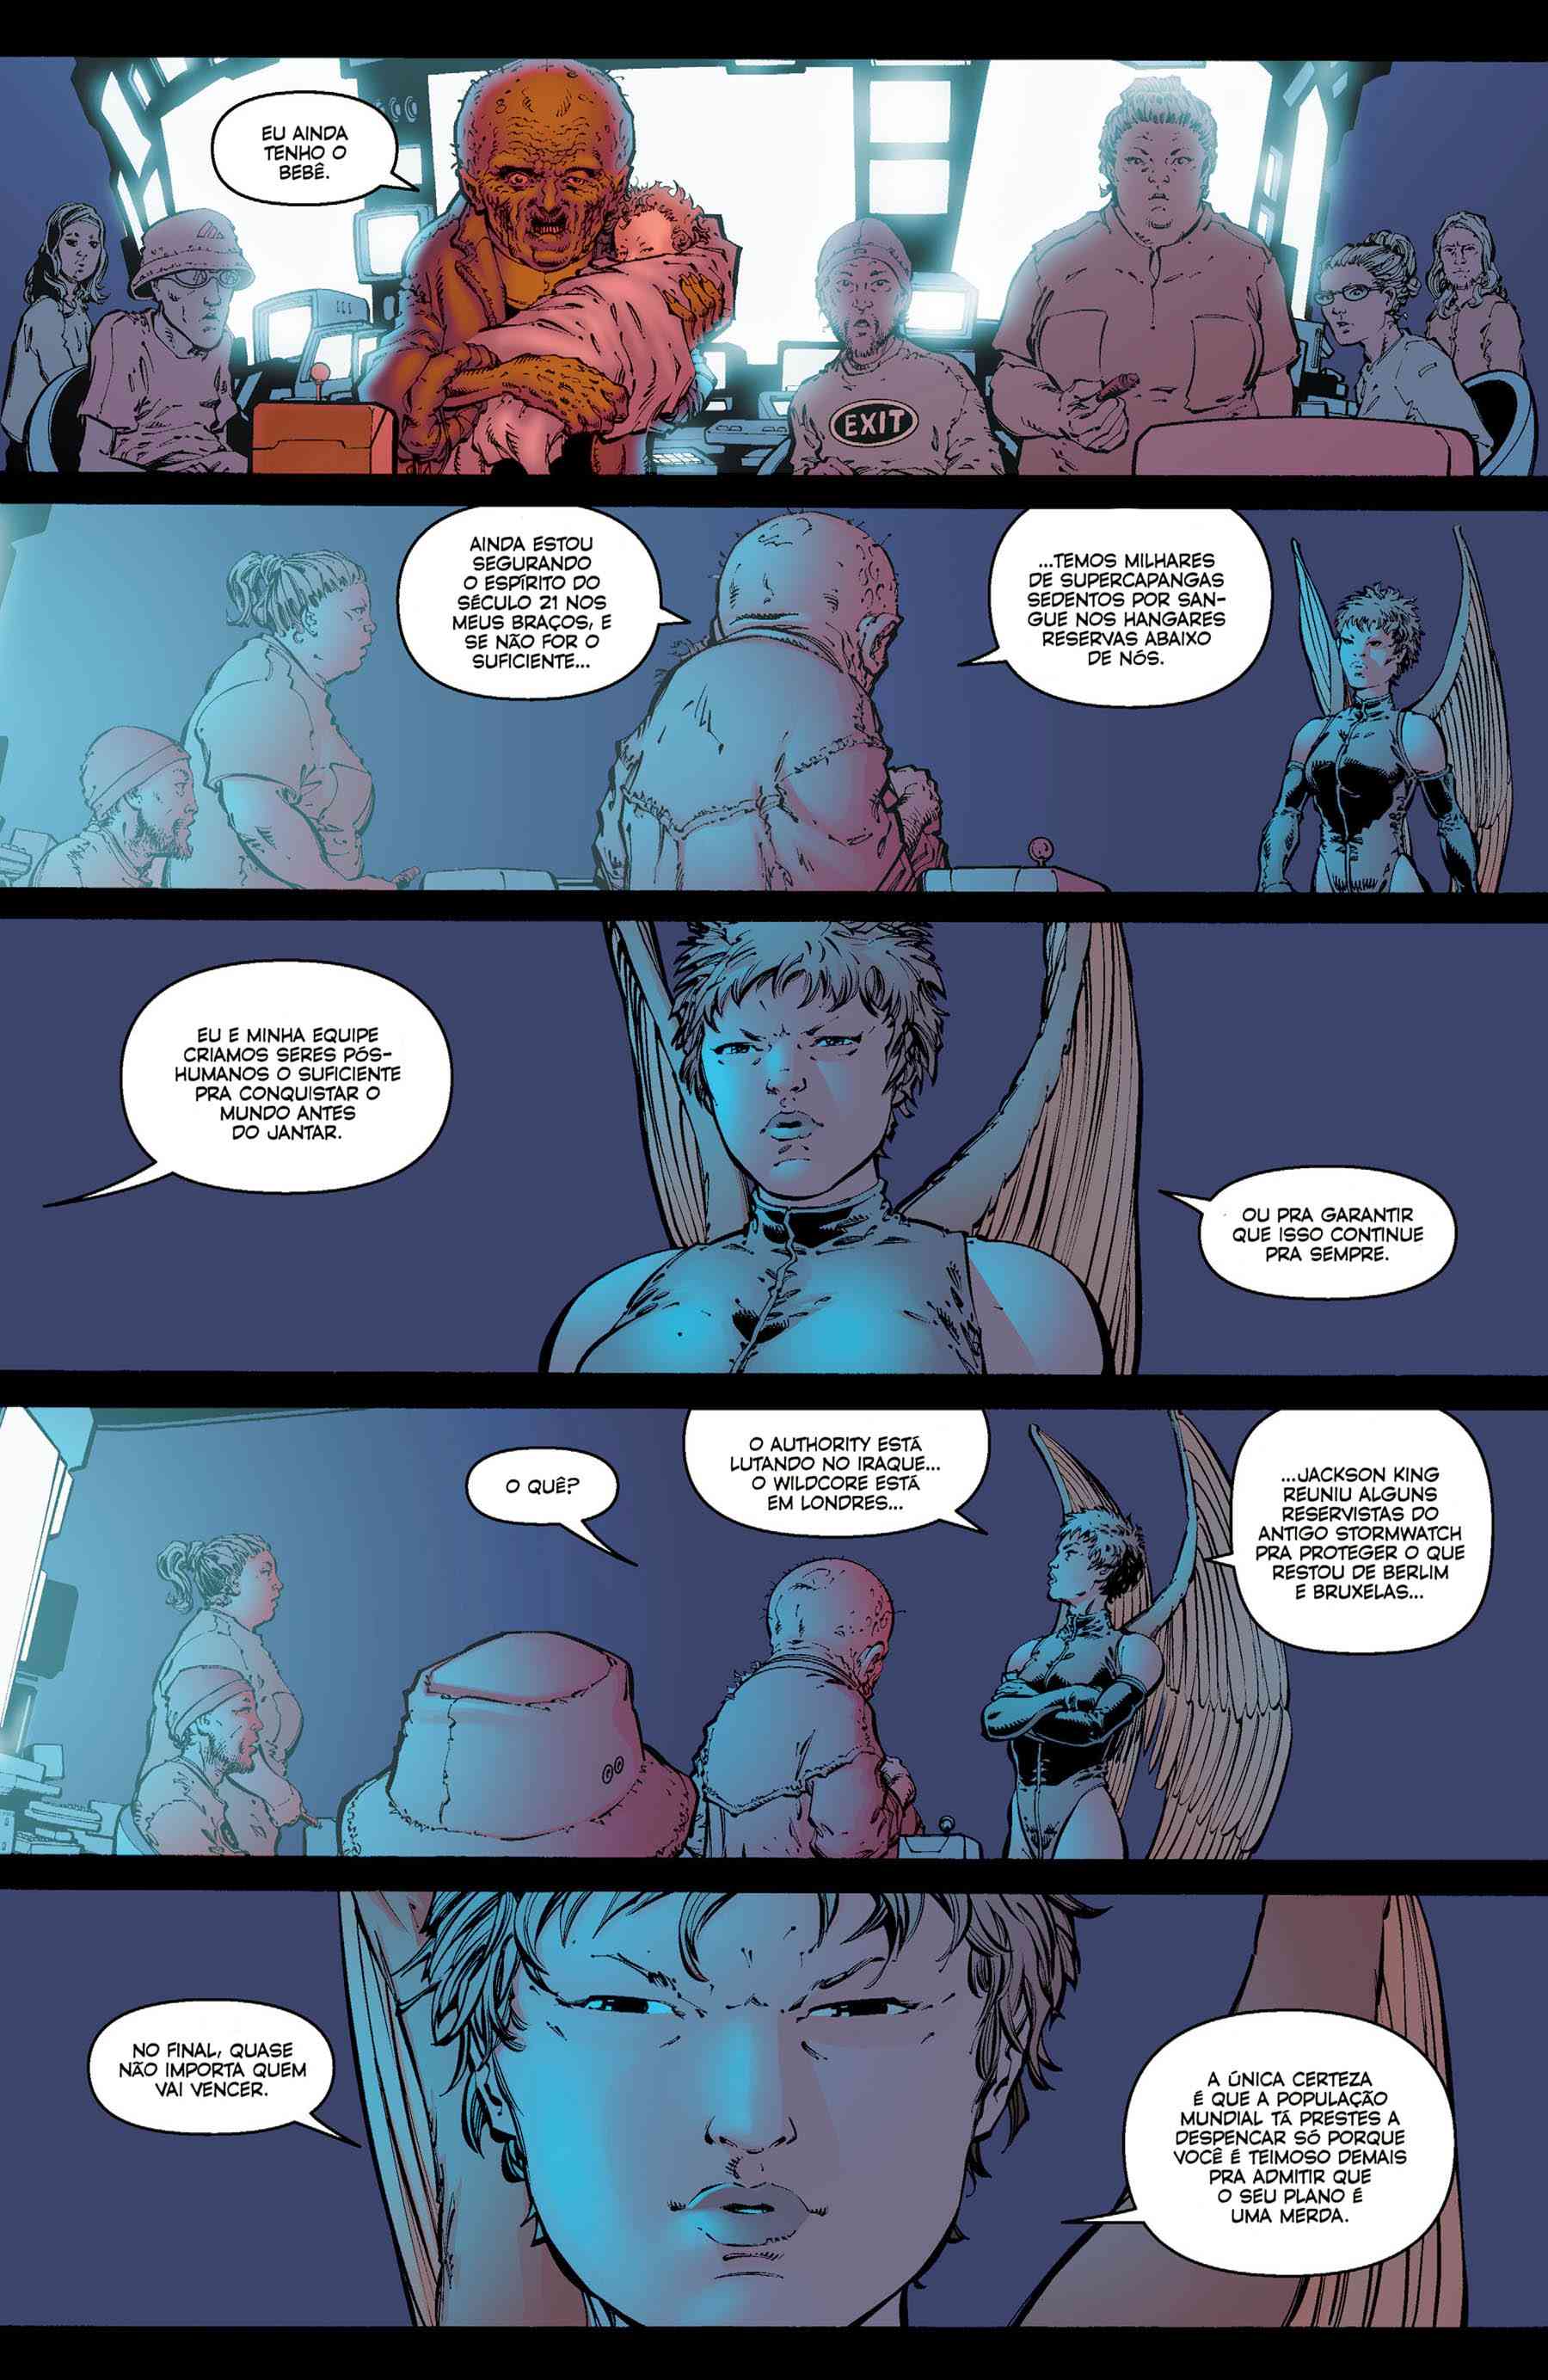 EU AINDA
TENHO O
BEBÊ.
EXIT
AINDA ESTOU
SEGURANDO
O ESPÍRITO DO
SÉCULO 21 NOS
MEUS BRAÇOS, E
SE NÃO FOR O
SUFICIENTE...
...TEMOS MILHARES
DE SUPERCAPANGAS
SEDENTOS POR SAN-
GUE NOS HANGARES
RESERVAS ABAIXO
DE NÓS.
EU E MINHA EQUIPE
CRIAMOS SERES PÓS-
HUMANOS O SUFICIENTE
PRA CONQUISTAR O
MUNDO ANTES
DO JANTAR.
OU PRA GARANTIR
QUE ISSO CONTINUE
PRA SEMPRE.
O QUÊ?
O AUTHORITY ESTÁ
LUTANDO NO IRAQUE...
O WILDCORE ESTÁ
EM LONDRES...
...JACKSON KING
REUNIU ALGUNS
RESERVISTAS DO
ANTIGO STORMWATCH
PRA PROTEGER O QUE
RESTOU DE BERLIM
E BRUXELAS...
NO FINAL, QUASE
NÃO IMPORTA QUEM
VAI VENCER.
A ÚNICA CERTEZA
É QUE A POPULAÇÃO
MUNDIAL TÁ PRESTES A
DESPENCAR SÓ PORQUE
VOCÊ É TEIMOSO DEMAIS
PRA ADMITIR QUE
O SEU PLANO É
UMA MERDA.